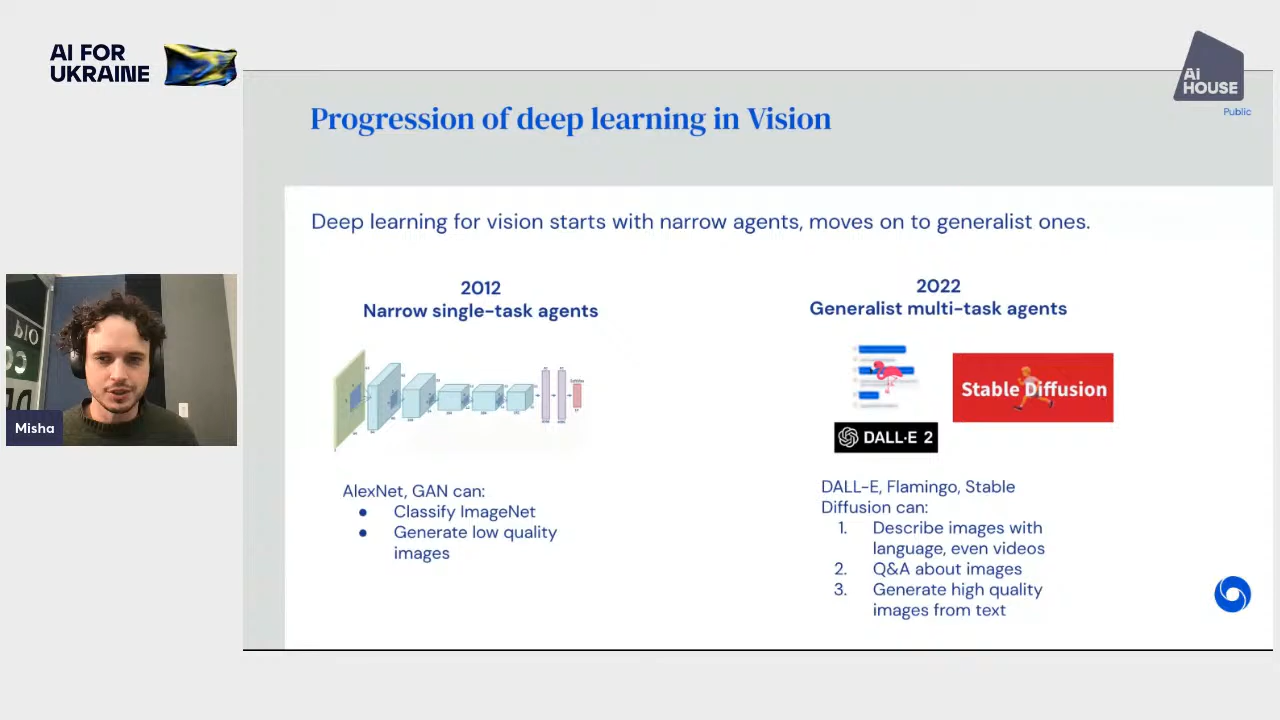 AI FOR
UKRAINE
Ai
HOUSE
Public
Progression of deep learning in Vision
Deep learning for vision starts with narrow agents, moves on to generalist ones.
2012
Narrow single-task agents
2022
Generalist multi-task agents
Stable Diffusion
DALL·E 2
AlexNet, GAN can:
● Classify ImageNet
● Generate low quality
images
DALL-E, Flamingo, Stable
Diffusion can:
1. Describe images with
language, even videos
2. Q&A about images
3. Generate high quality
images from text
Misha